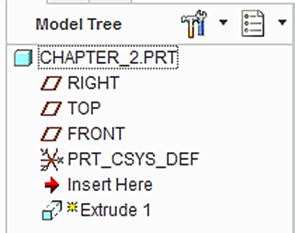 Model Tree
CHAPTER_2.PRT
RIGHT
TOP
FRONT
PRT_CSYS_DEF
Insert Here
Extrude 1